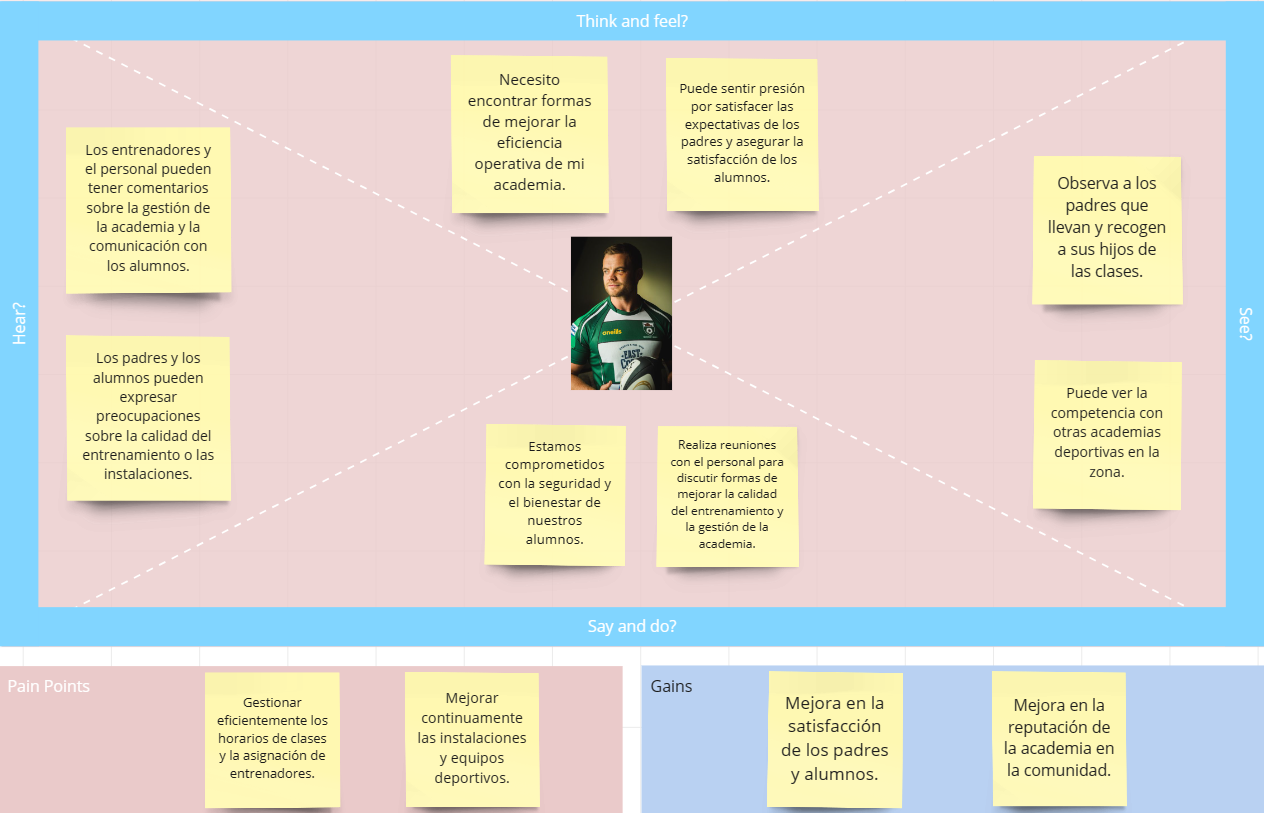 Think and feel?
Necesito
encontrar formas
de mejorar la
eficiencia
operativa de mi
academia.
Puede sentir presión
por satisfacer las
expectativas de los
padres y asegurar la
satisfacción de los
alumnos.
Hear?
Los entrenadores y
el personal pueden
tener comentarios
sobre la gestión de
la academia y la
comunicación con
los alumnos.
Los padres y los
alumnos pueden
expresar
preocupaciones
sobre la calidad del
entrenamiento o las
instalaciones.
oneills
EAST
See?
Observa a los
padres que
llevan y recogen
a sus hijos de
las clases.
Puede ver la
competencia con
otras academias
deportivas en la
zona.
Estamos
comprometidos
con la seguridad y
el bienestar de
nuestros
alumnos.
Realiza reuniones
con el personal para
discutir formas de
mejorar la calidad
del entrenamiento y
la gestión de la
academia.
Say and do?
Pain Points
Gestionar
eficientemente los
horarios de clases
y la asignación de
entrenadores.
Mejorar
continuamente
las instalaciones
y equipos
deportivos.
Gains
Mejora en la
satisfacción
de los padres
y alumnos.
Mejora en la
reputación de
la academia en
la comunidad.